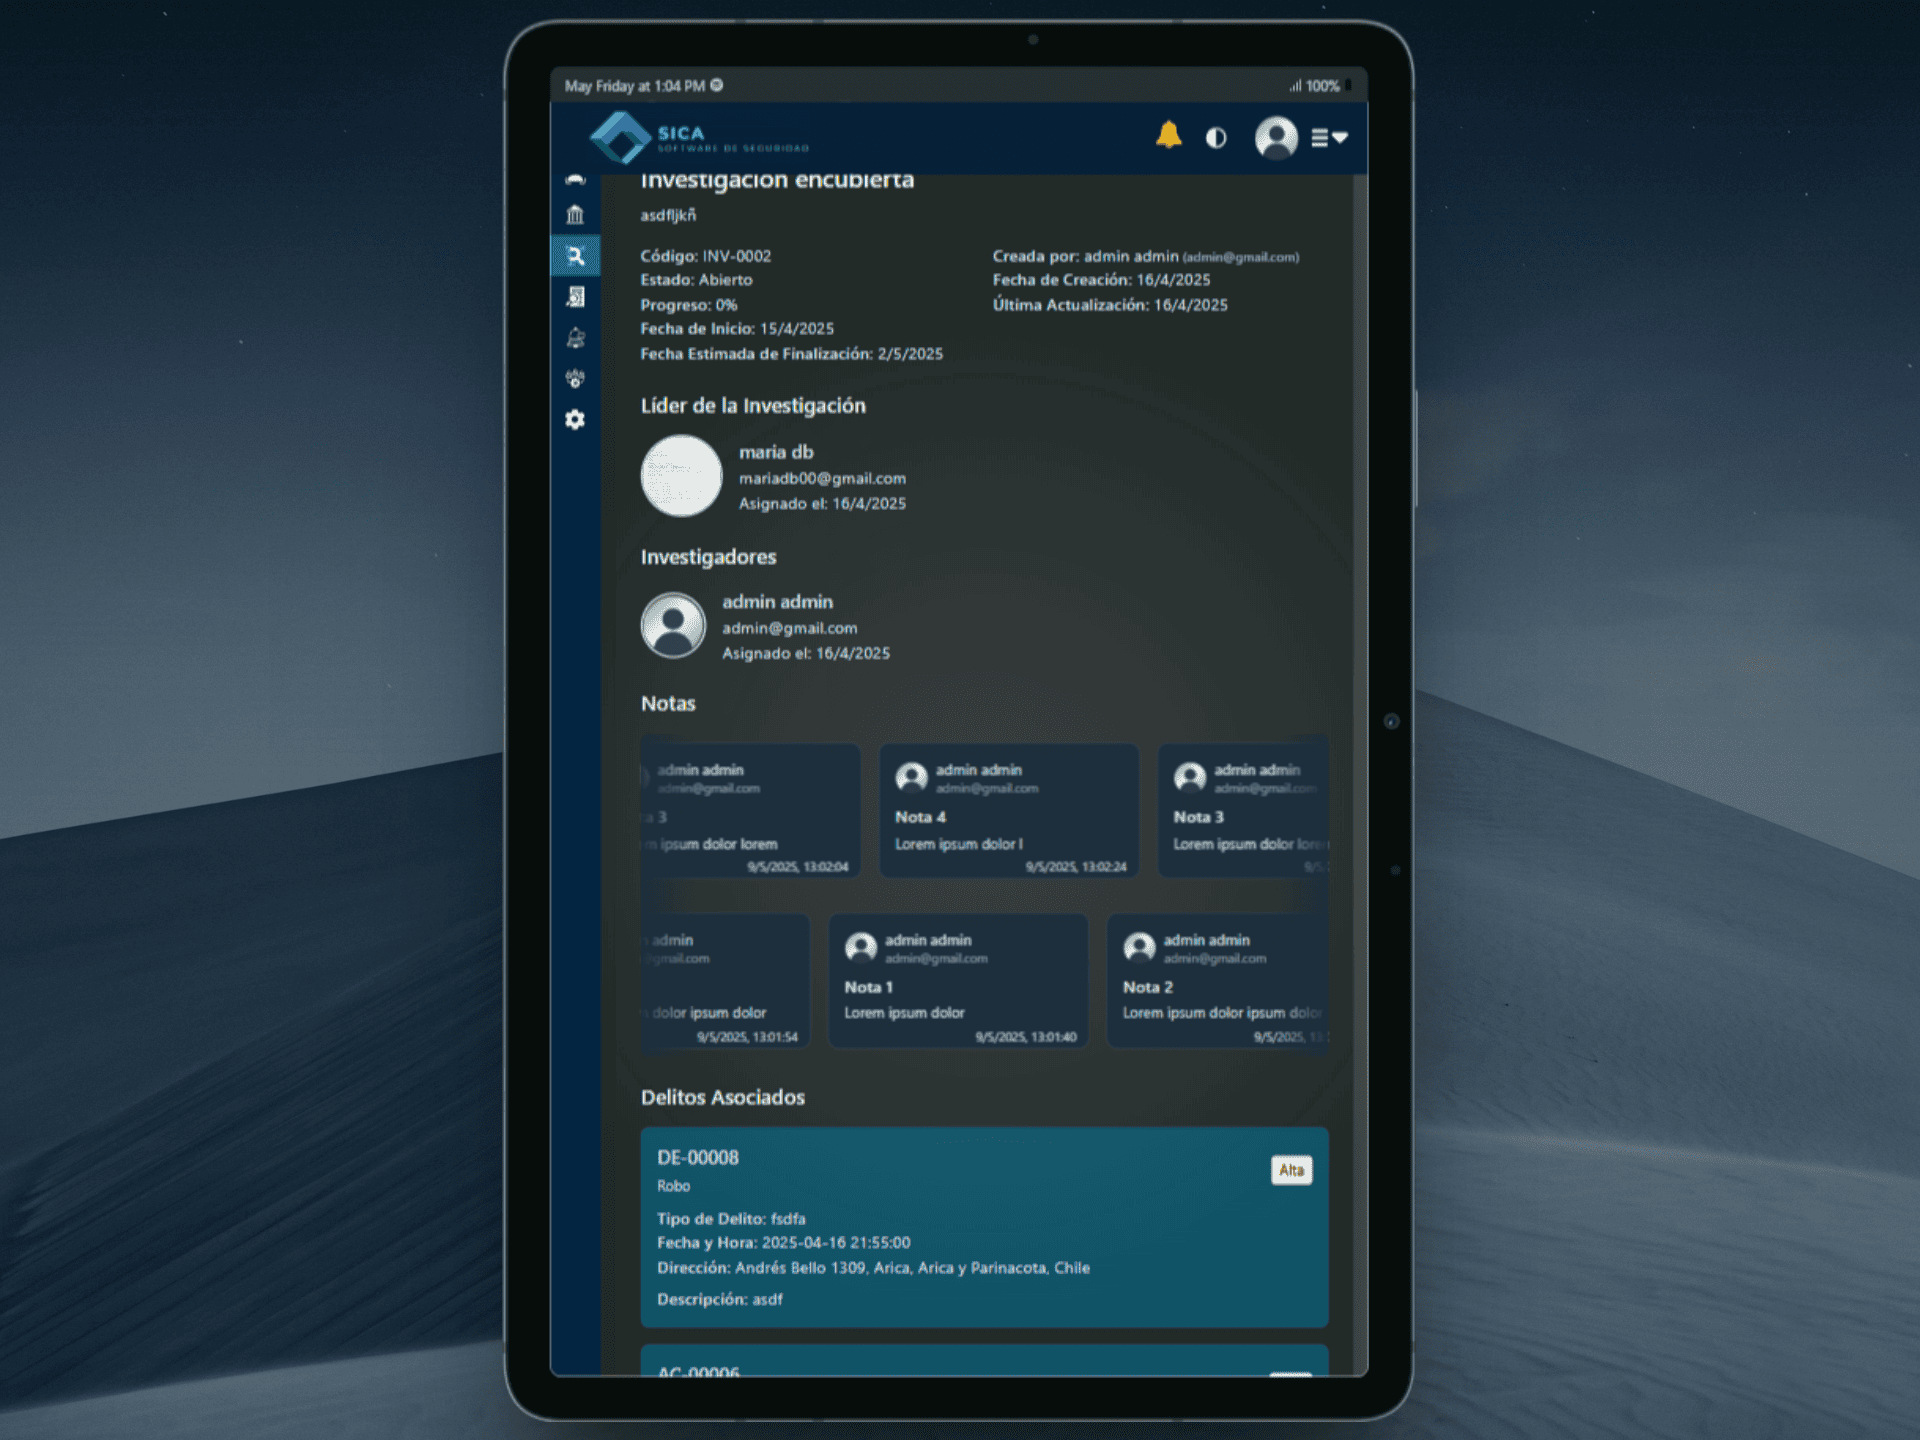 May Friday at 1:04 PM
100%
SICA
SOFTWARE DE SEGURIDAD
Investigación encubierta
asdfljkñ
Código: INV-0002
Estado: Abierto
Progreso: 0%
Fecha de Inicio: 15/4/2025
Fecha Estimada de Finalización: 2/5/2025
Creada por: admin admin (admin@gmail.com)
Fecha de Creación: 16/4/2025
Última Actualización: 16/4/2025
Líder de la Investigación
maria db
mariadb00@gmail.com
Asignado el: 16/4/2025
Investigadores
admin admin
admin@gmail.com
Asignado el: 16/4/2025
Notas
admin admin
admin@gmail.com
3
ipsum dolor lorem
9/5/2025, 13:02:04
admin admin
admin@gmail.com
Nota 4
Lorem ipsum dolor l
9/5/2025, 13:02:24
admin admin
admin@gmail.com
Nota 3
Lorem ipsum dolor
admin
dolor ipsum dolor
9/5/2025, 13:01:54
admin admin
admin@gmail.com
Nota 1
Lorem ipsum dolor
9/5/2025, 13:01:40
admin admin
admin@gmail.com
Nota 2
Lorem ipsum dolor ipsum dolor
9/5/2025,
Delitos Asociados
DE-00008
Alta
Robo
Tipo de Delito: fsdfa
Fecha y Hora: 2025-04-16 21:55:00
Dirección: Andrés Bello 1309, Arica, Arica y Parinacota, Chile
Descripción: asdf
AC-00006